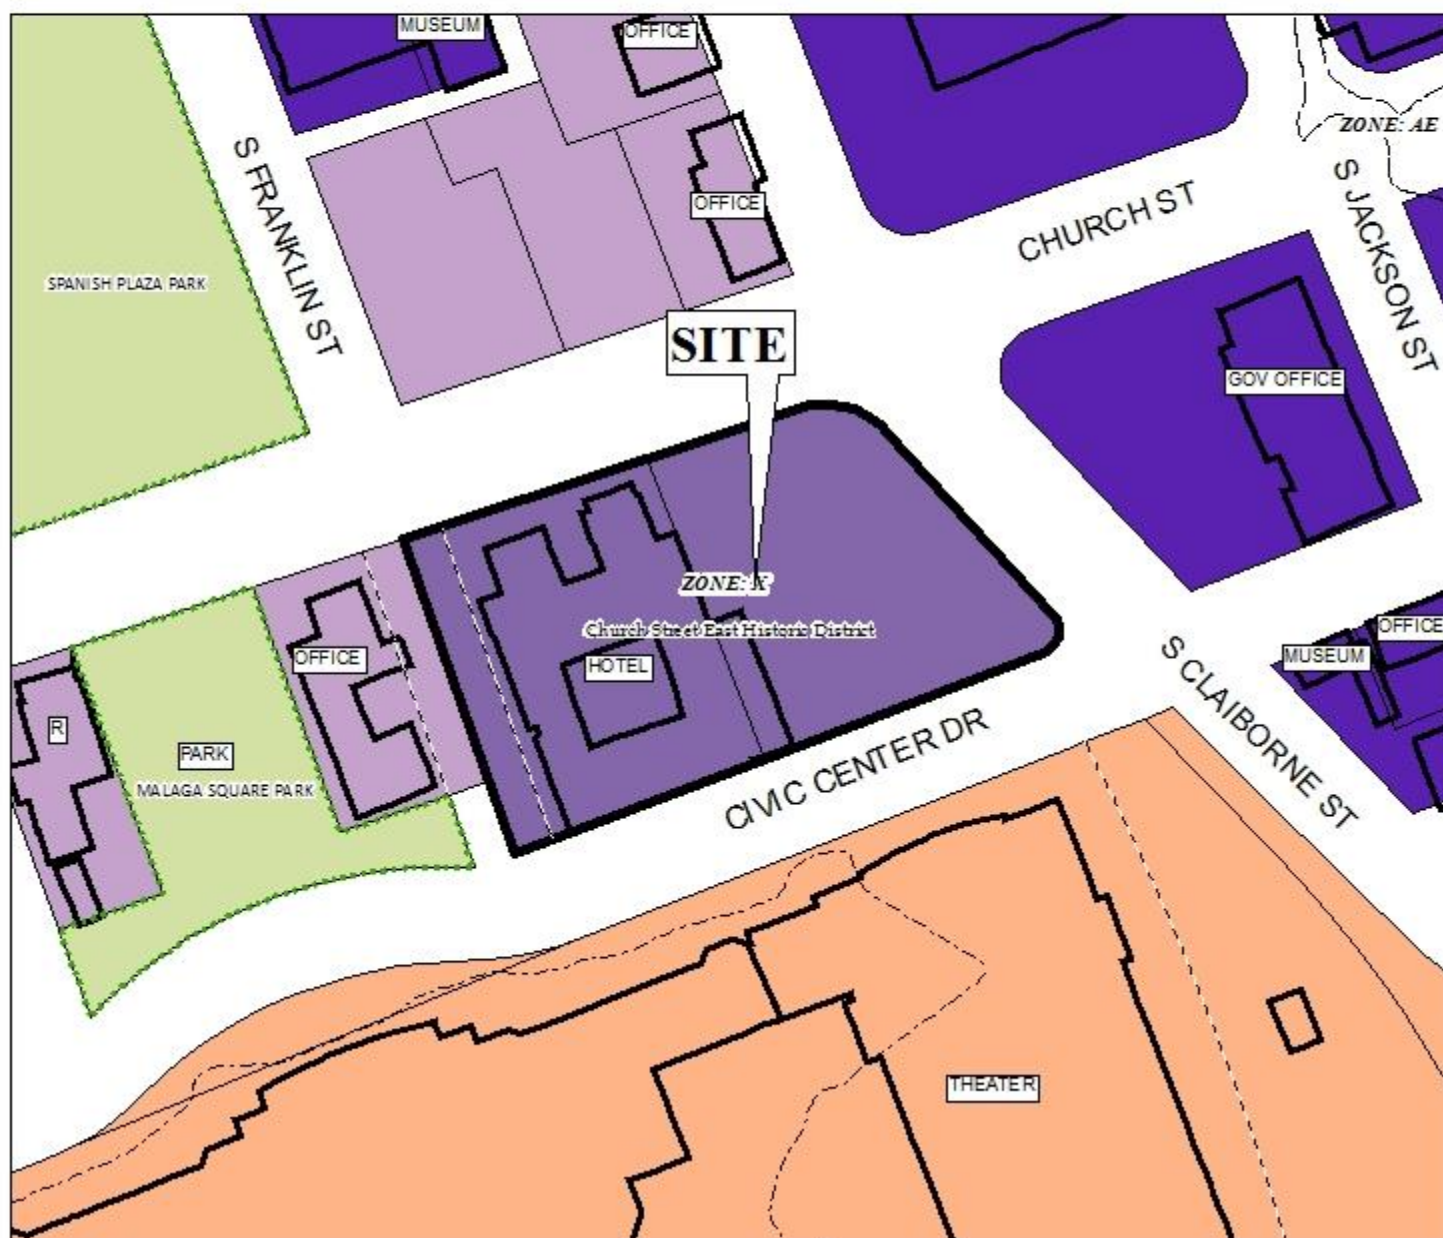 MUSEUM
OFFICE
ZONE: AE
S FRANKLIN ST
OFFICE
CHURCH ST
S JACKSON ST
SPANISH PLAZA PARK
SITE
GOV OFFICE
ZONE: X
Church Street East Historic District
OFFICE
HOTEL
OFFICE
MUSEUM
S CLAIBORNE ST
R
PARK
MALAGA SQUARE PARK
CIVIC CENTER DR
THEATER